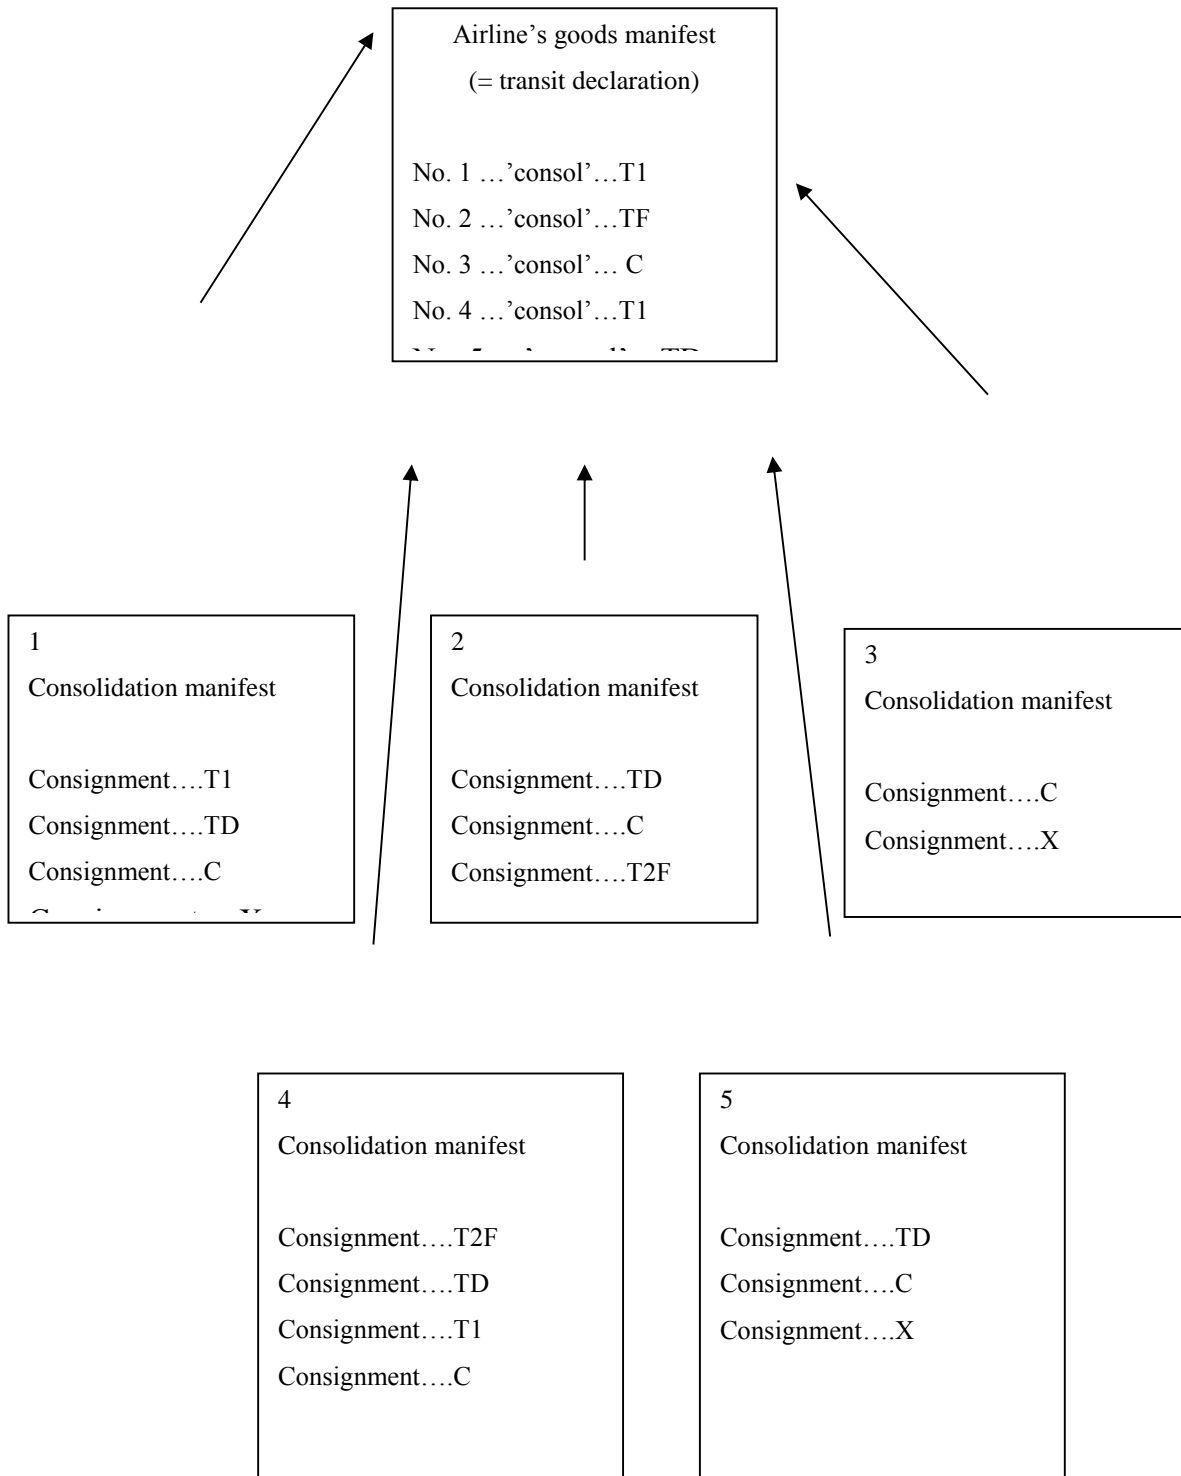 Airline’s goods manifest
(= transit declaration)
No. 1 …’consol’…T1
No. 2 …’consol’…TF
No. 3 …’consol’… C
No. 4 …’consol’…T1
1
Consolidation manifest
Consignment….T1
Consignment….TD
Consignment….C
2
Consolidation manifest
Consignment….TD
Consignment….C
Consignment….T2F
3
Consolidation manifest
Consignment….C
Consignment….X
4
Consolidation manifest
Consignment….T2F
Consignment….TD
Consignment….T1
Consignment….C
5
Consolidation manifest
Consignment….TD
Consignment….C
Consignment….X